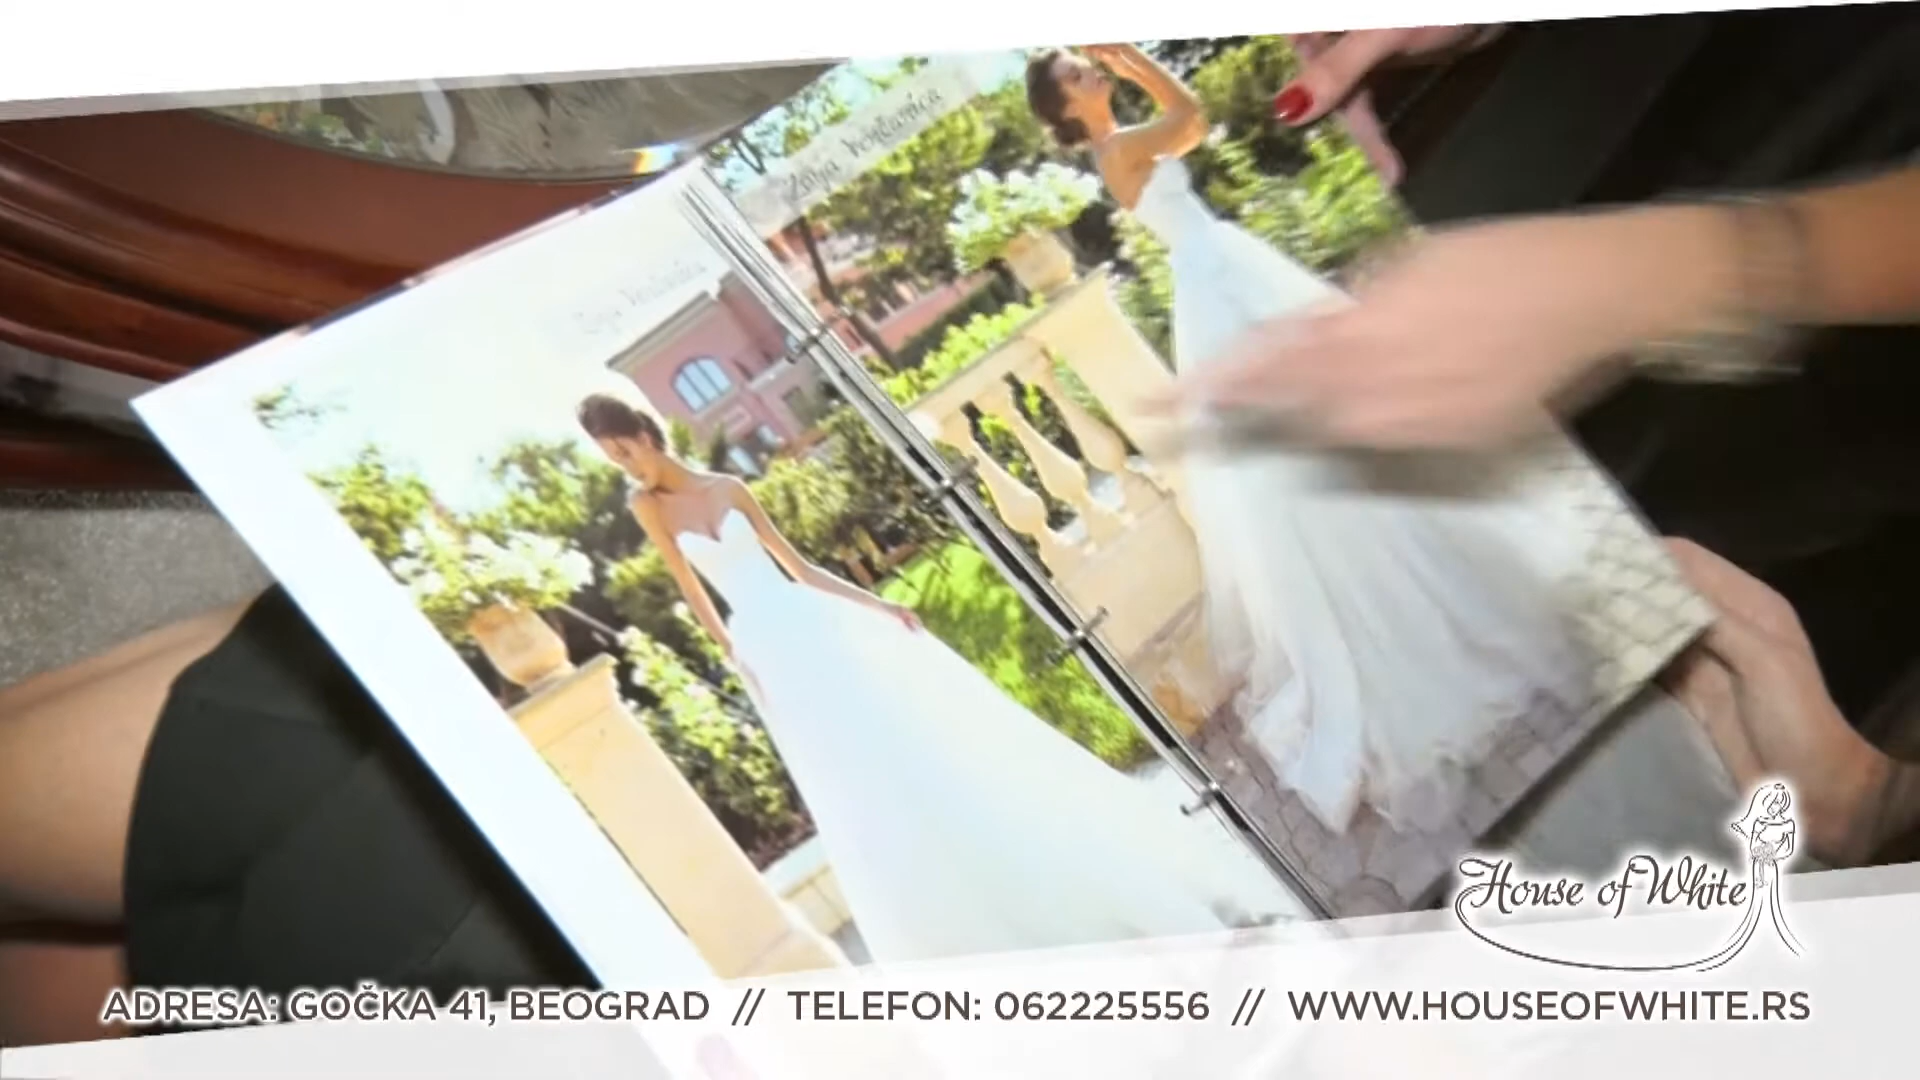 House of White
ADRESA: GOČKA 41, BEOGRAD // TELEFON: 062225556 // WWW.HOUSEOFWHITE.RS